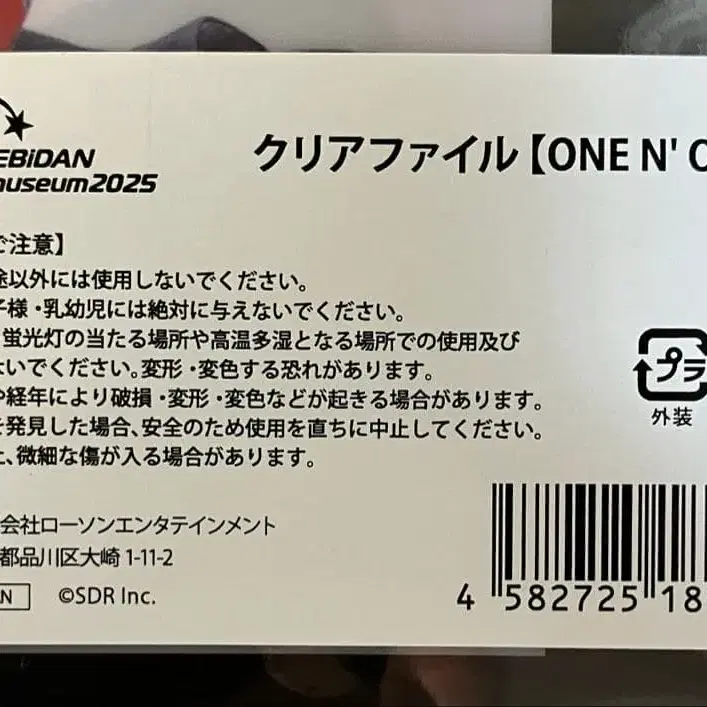 EBiDAN
museum2025
クリアファイル【ONE N' O
ご注意】
途以外には使用しないでください。
子様・乳幼児には絶対に与えないでください。
蛍光灯の当たる場所や高温多湿となる場所での使用及び
ないでください。変形・変色する恐れがあります。
や経年により破損・変形・変色などが起きる場合があります。
を発見した場合、安全のため使用を直ちに中止してください。
上、微細な傷が入る場合があります。
プラ
外装
会社ローソンエンタテインメント
都品川区大崎 1-11-2
AN
©SDR Inc.
4 582725 18